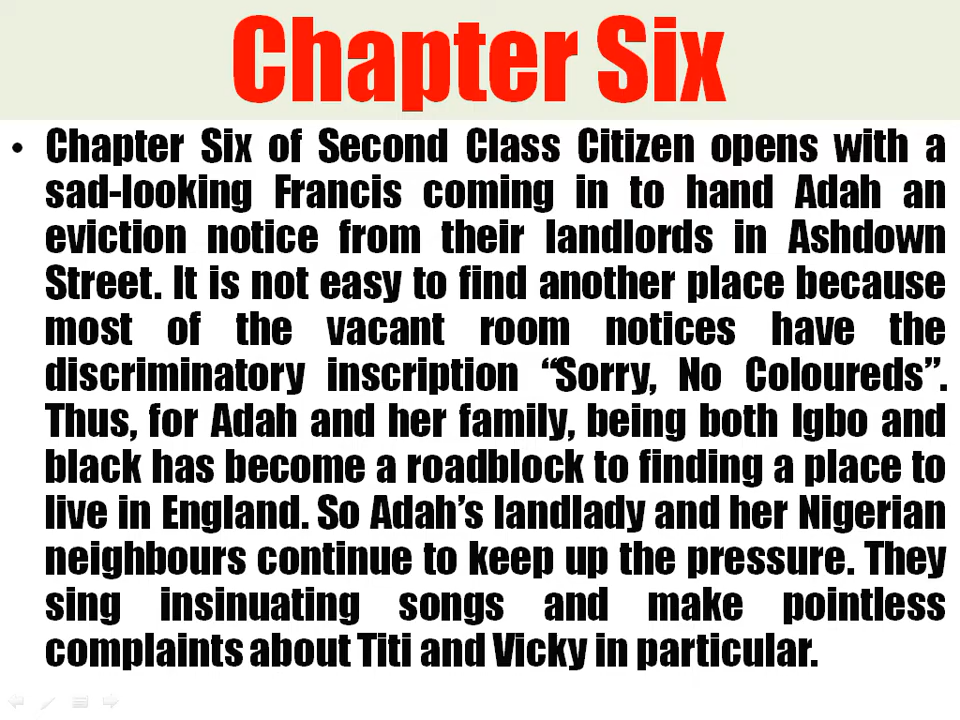 Chapter Six
• Chapter Six of Second Class Citizen opens with a
sad-looking Francis coming in to hand Adah an
eviction notice from their landlords in Ashdown
Street. It is not easy to find another place because
most of the vacant room notices have the
discriminatory inscription “Sorry, No Coloureds”.
Thus, for Adah and her family, being both Igbo and
black has become a roadblock to finding a place to
live in England. So Adah’s landlady and her Nigerian
neighbours continue to keep up the pressure. They
sing insinuating songs and make pointless
complaints about Titi and Vicky in particular.